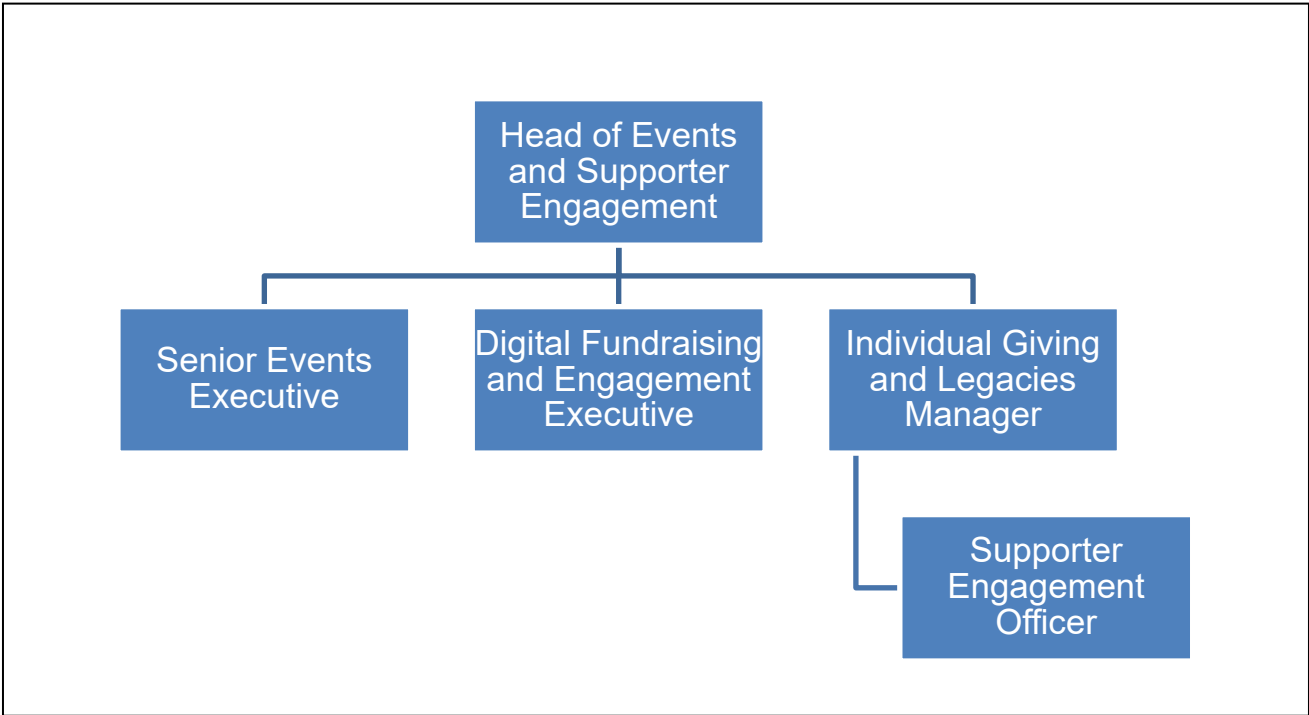 Head of Events
and Supporter
Engagement
Senior Events
Executive
Digital Fundraising
and Engagement
Executive
Individual Giving
and Legacies
Manager
Supporter
Engagement
Officer